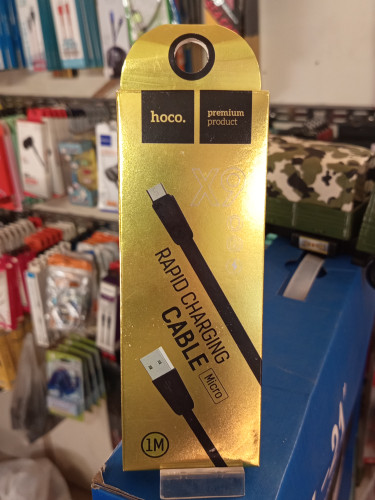 hoco.
premium
product
RAPID CHARGING
CABLE
Micro
1M